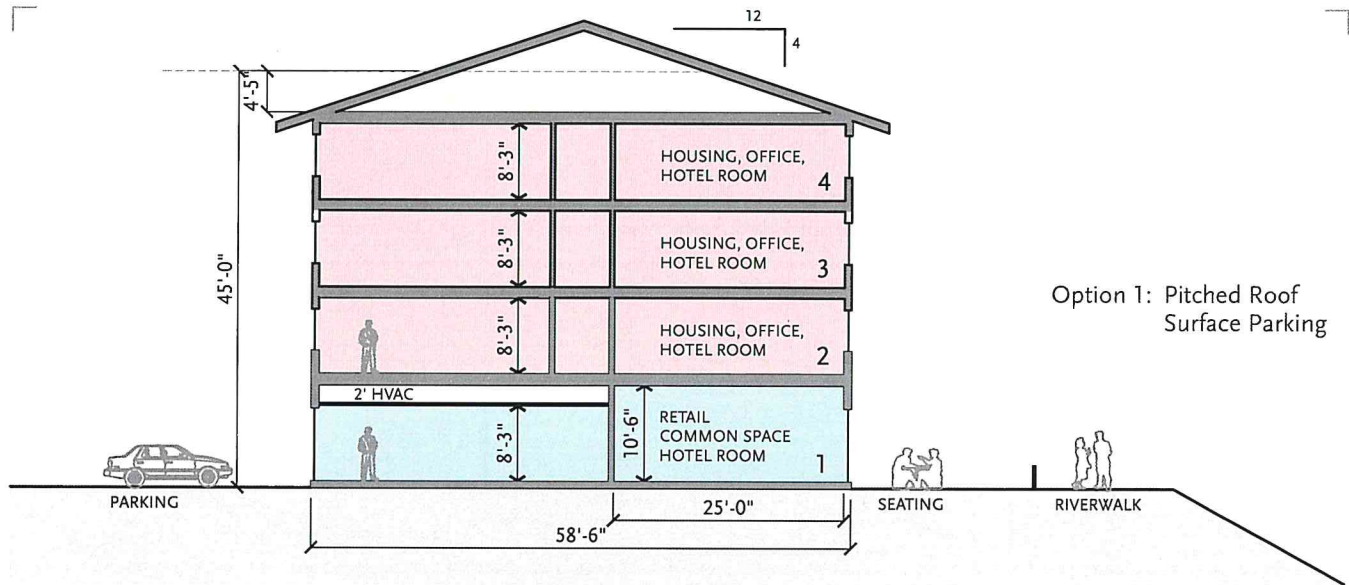 12
4
4'-5"
45'-0"
8'-3"
HOUSING, OFFICE,
HOTEL ROOM
4
8'-3"
HOUSING, OFFICE,
HOTEL ROOM
3
Option 1: Pitched Roof
Surface Parking
8'-3"
HOUSING, OFFICE,
HOTEL ROOM
2
2' HVAC
8'-3"
10'-6"
RETAIL
COMMON SPACE
HOTEL ROOM
1
PARKING
25'-0"
SEATING
RIVERWALK
58'-6"